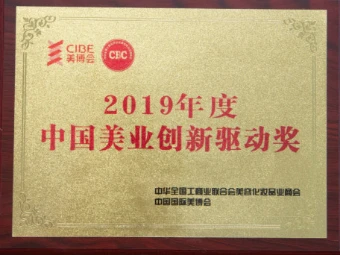 CIBE
美博会
CBC
2019年度
中国美业创新驱动奖
中华全国工商业联合会美容化妆品业商会
中国国际美博会